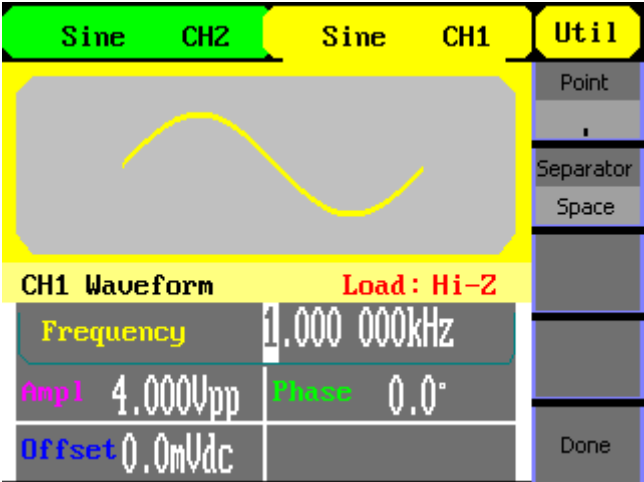 Sine CH2 Sine CH1 Util
Point
.
Separator
Space
CH1 Waveform Load: Hi-Z
Frequency 1.000 000kHz
Ampl 4.000Vpp Phase 0.0°
Offset 0.0mVdc
Done